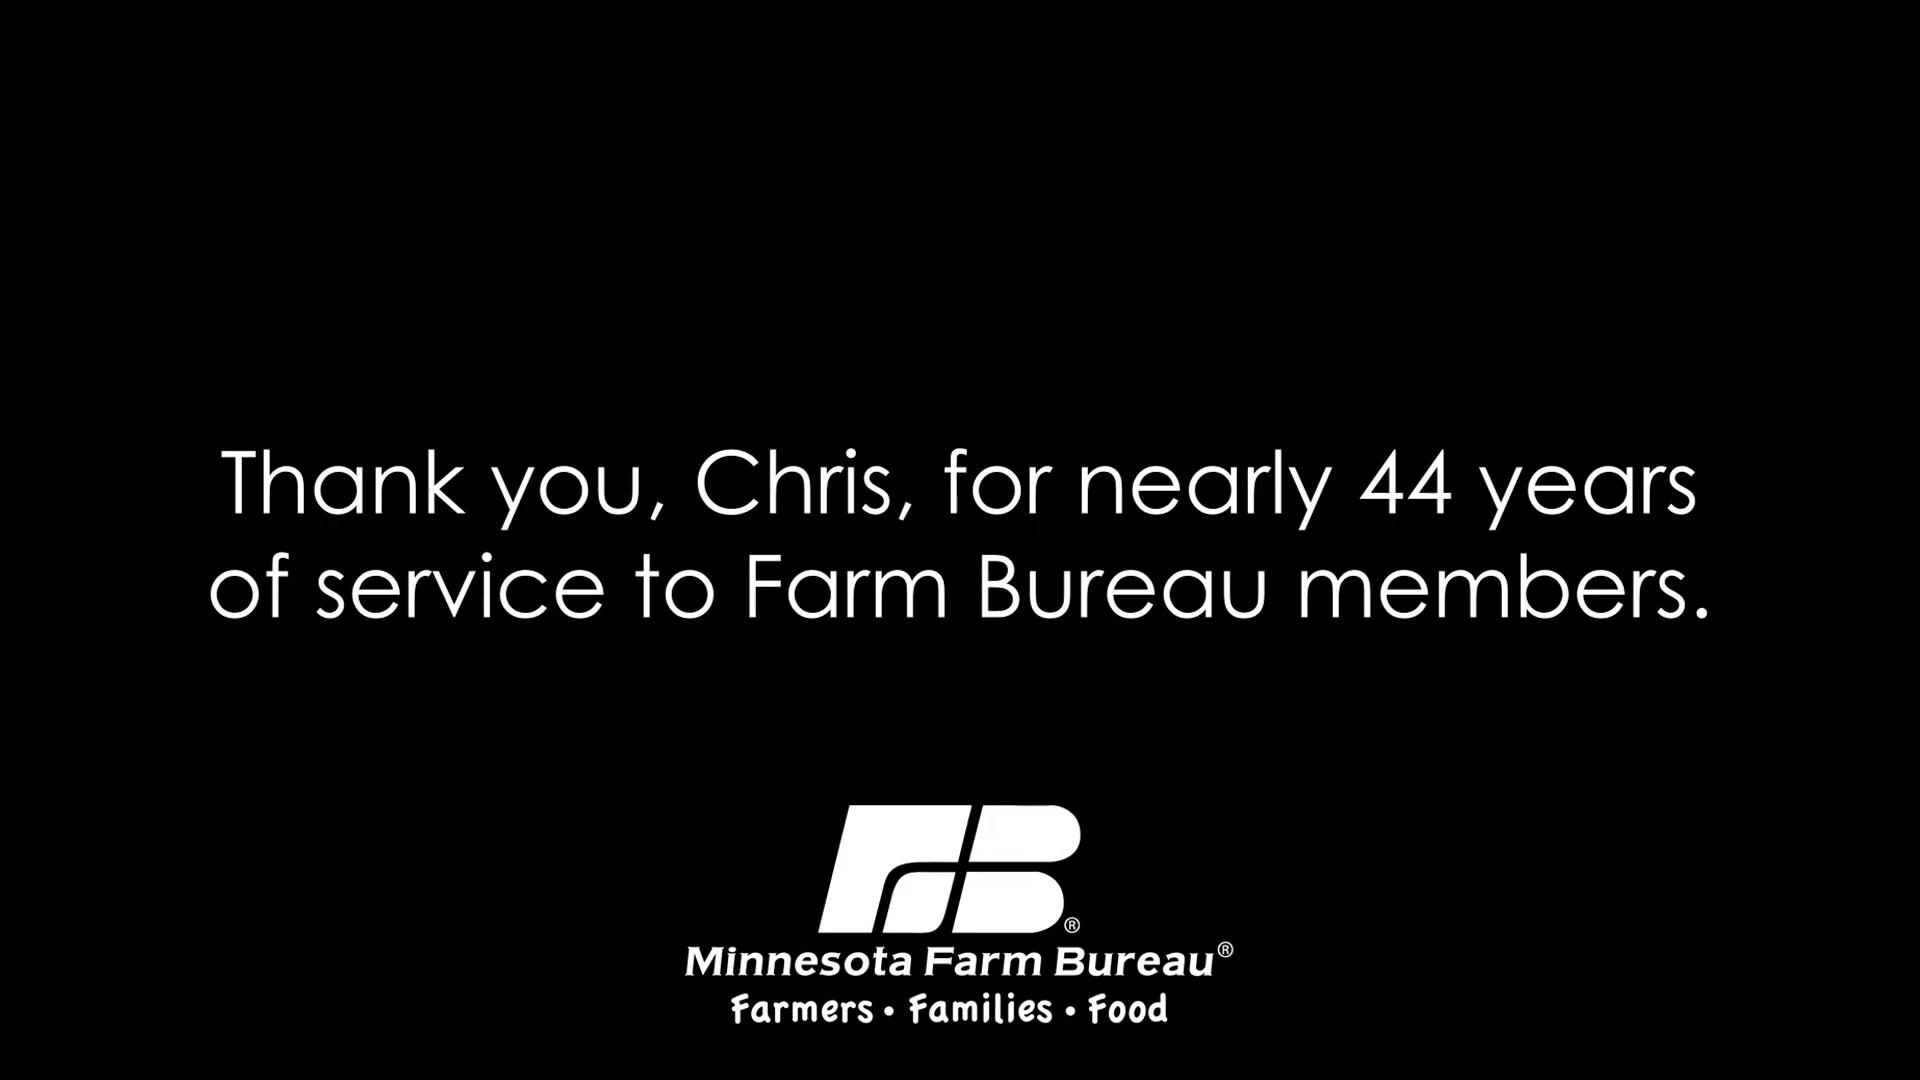 Thank you, Chris, for nearly 44 years
of service to Farm Bureau members.
FB®
Minnesota Farm Bureau®
Farmers • Families • Food